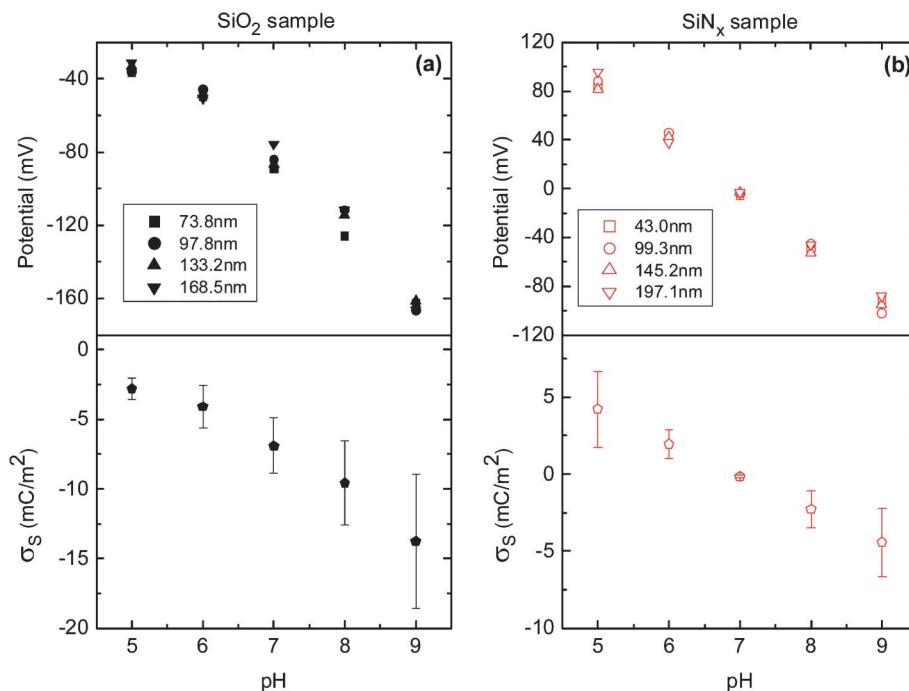 SiO2 sample
SiNx sample
(a)
Potential (mV)
-40
-80
-120
-160
73.8nm
97.8nm
133.2nm
168.5nm
σS (mC/m²)
0
-5
-10
-15
-20
5 6 7 8 9
pH
(b)
Potential (mV)
120
80
40
0
-40
-80
-120
43.0nm
99.3nm
145.2nm
197.1nm
σS (mC/m²)
5
0
-5
-10
5 6 7 8 9
pH